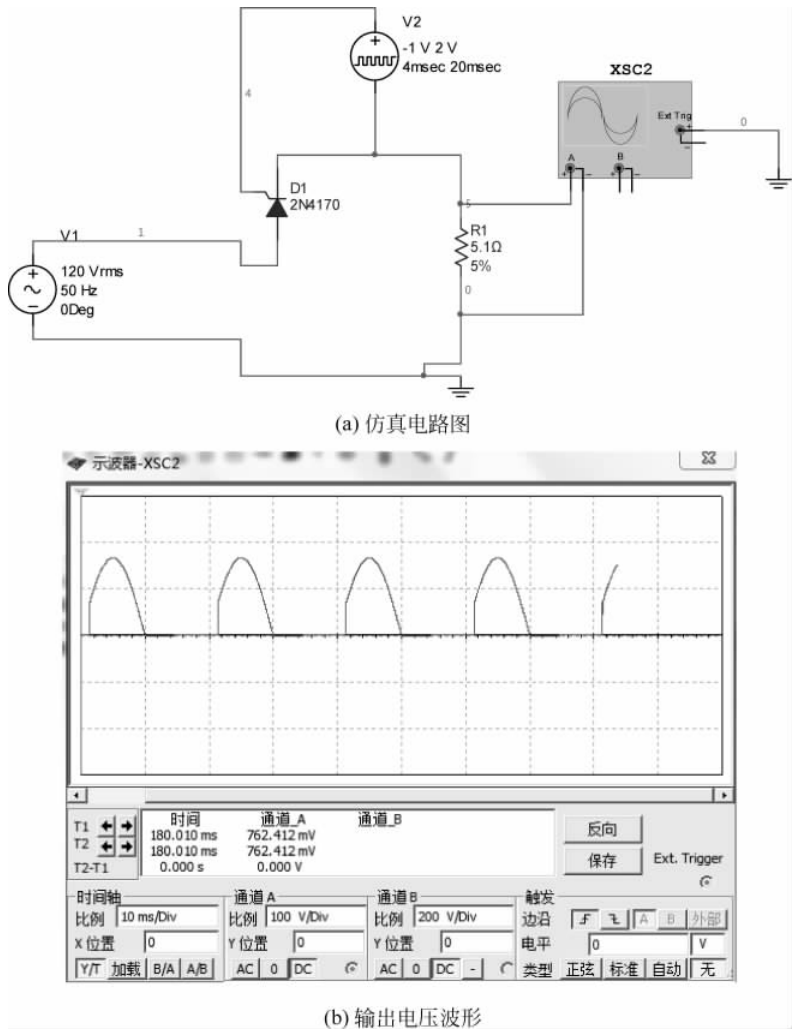 V2
-1 V 2 V
4msec 20msec
XSC2
Ext Trig
+
−
0
A
B
+ − + −
4
D1
2N4170
5
R1
5.1Ω
5%
0
V1
1
120 Vrms
50 Hz
0Deg
(a) 仿真电路图
示波器-XSC2
T1
T2
T2-T1
时间 通道_A 通道_B
180.010 ms 762.412 mV
180.010 ms 762.412 mV
0.000 s 0.000 V
反向
保存
Ext. Trigger
时间轴
比例 10 ms/Div
X 位置 0
Y/T 加载 B/A A/B
通道 A
比例 100 V/Div
Y 位置 0
AC 0 DC
通道 B
比例 200 V/Div
Y 位置 0
AC 0 DC -
触发
边沿 A B 外部
电平 0 V
类型 正弦 标准 自动 无
(b) 输出电压波形